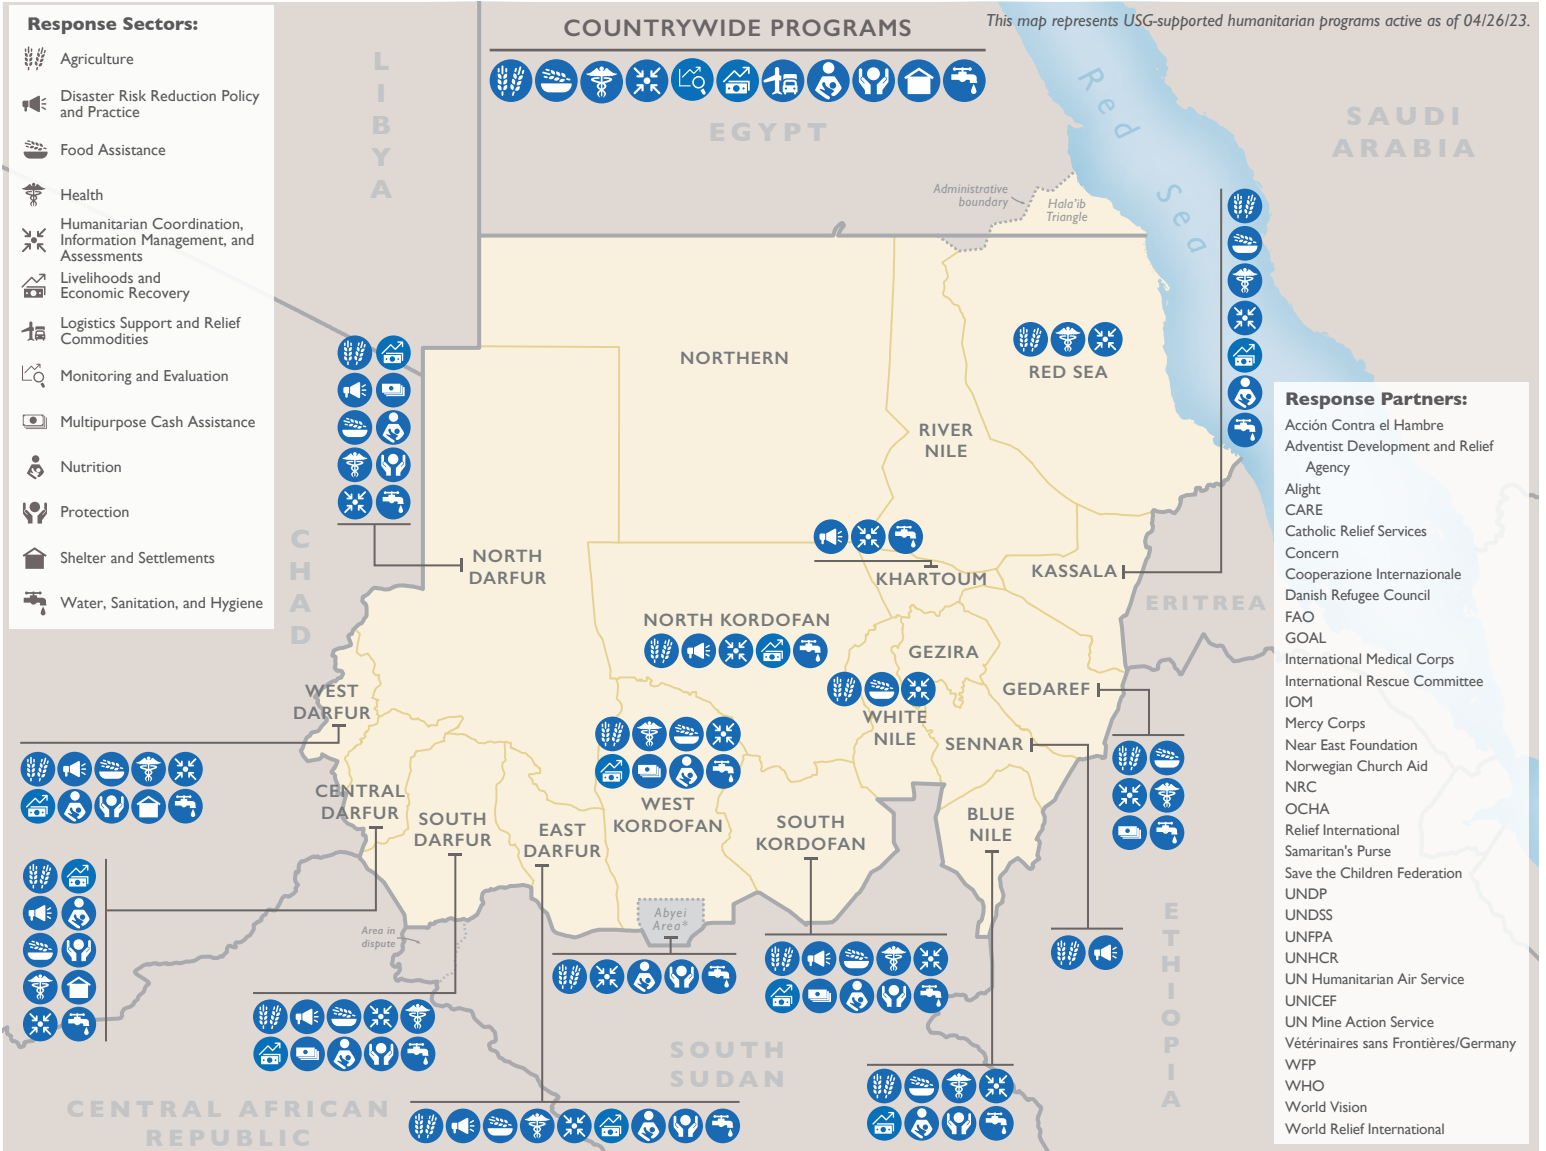 Response Sectors:
Agriculture
Disaster Risk Reduction Policy
and Practice
Food Assistance
Health
Humanitarian Coordination,
Information Management, and
Assessments
Livelihoods and
Economic Recovery
Logistics Support and Relief
Commodities
Monitoring and Evaluation
Multipurpose Cash Assistance
Nutrition
Protection
Shelter and Settlements
Water, Sanitation, and Hygiene
COUNTRYWIDE PROGRAMS
This map represents USG-supported humanitarian programs active as of 04/26/23.
LIBYA
EGYPT
Red Sea
SAUDI
ARABIA
Administrative
boundary
Hala'ib
Triangle
NORTHERN
RED SEA
RIVER
NILE
CHAD
NORTH
DARFUR
KHARTOUM
KASSALA
ERITREA
NORTH KORDOFAN
GEZIRA
WEST
DARFUR
GEDAREF
WHITE
NILE
SENNAR
CENTRAL
DARFUR
SOUTH
DARFUR
EAST
DARFUR
WEST
KORDOFAN
SOUTH
KORDOFAN
BLUE
NILE
Abyei
Area*
Area in
dispute
ETHIOPIA
SOUTH
SUDAN
CENTRAL AFRICAN
REPUBLIC
Response Partners:
Acción Contra el Hambre
Adventist Development and Relief
Agency
Alight
CARE
Catholic Relief Services
Concern
Cooperazione Internazionale
Danish Refugee Council
FAO
GOAL
International Medical Corps
International Rescue Committee
IOM
Mercy Corps
Near East Foundation
Norwegian Church Aid
NRC
OCHA
Relief International
Samaritan's Purse
Save the Children Federation
UNDP
UNDSS
UNFPA
UNHCR
UN Humanitarian Air Service
UNICEF
UN Mine Action Service
Vétérinaires sans Frontières/Germany
WFP
WHO
World Vision
World Relief International